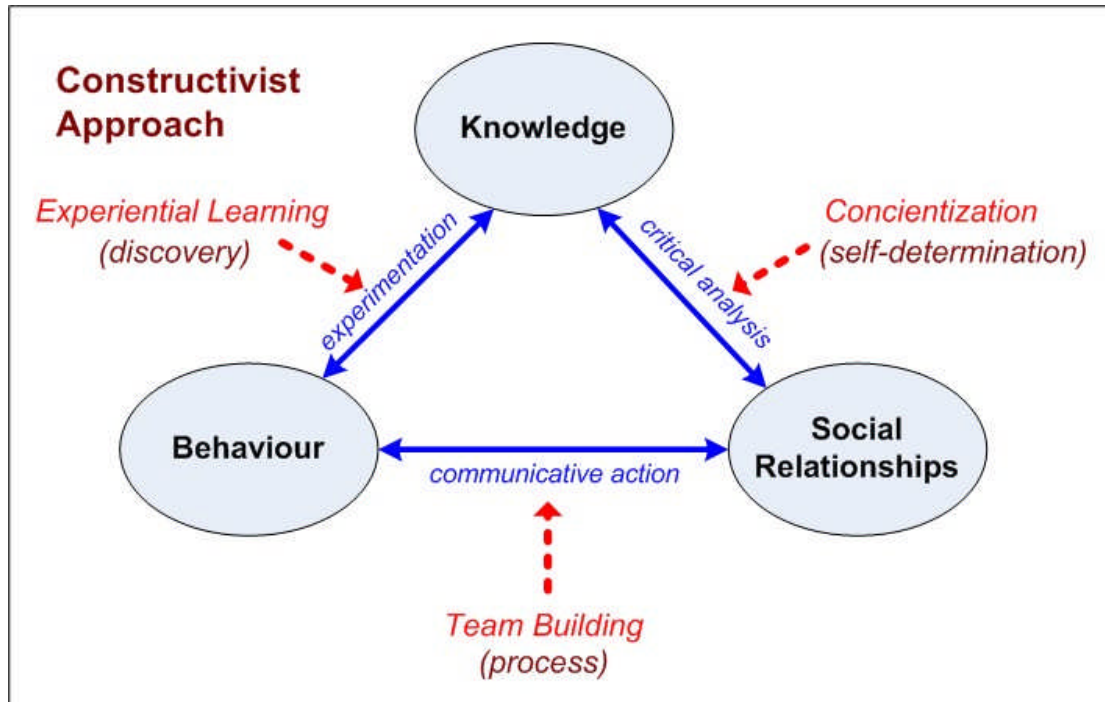 Constructivist
Approach
Knowledge
Experiential Learning
(discovery)
Concientization
(self-determination)
experimentation
critical analysis
Behaviour
Social
Relationships
communicative action
Team Building
(process)